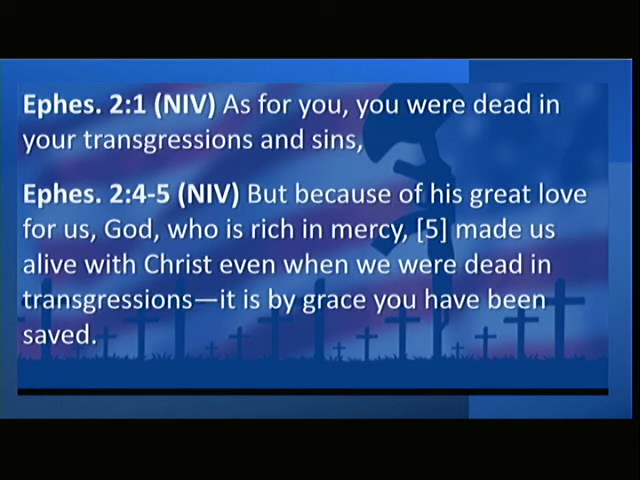 Ephes. 2:1 (NIV) As for you, you were dead in
your transgressions and sins,
Ephes. 2:4-5 (NIV) But because of his great love
for us, God, who is rich in mercy, [5] made us
alive with Christ even when we were dead in
transgressions—it is by grace you have been
saved.